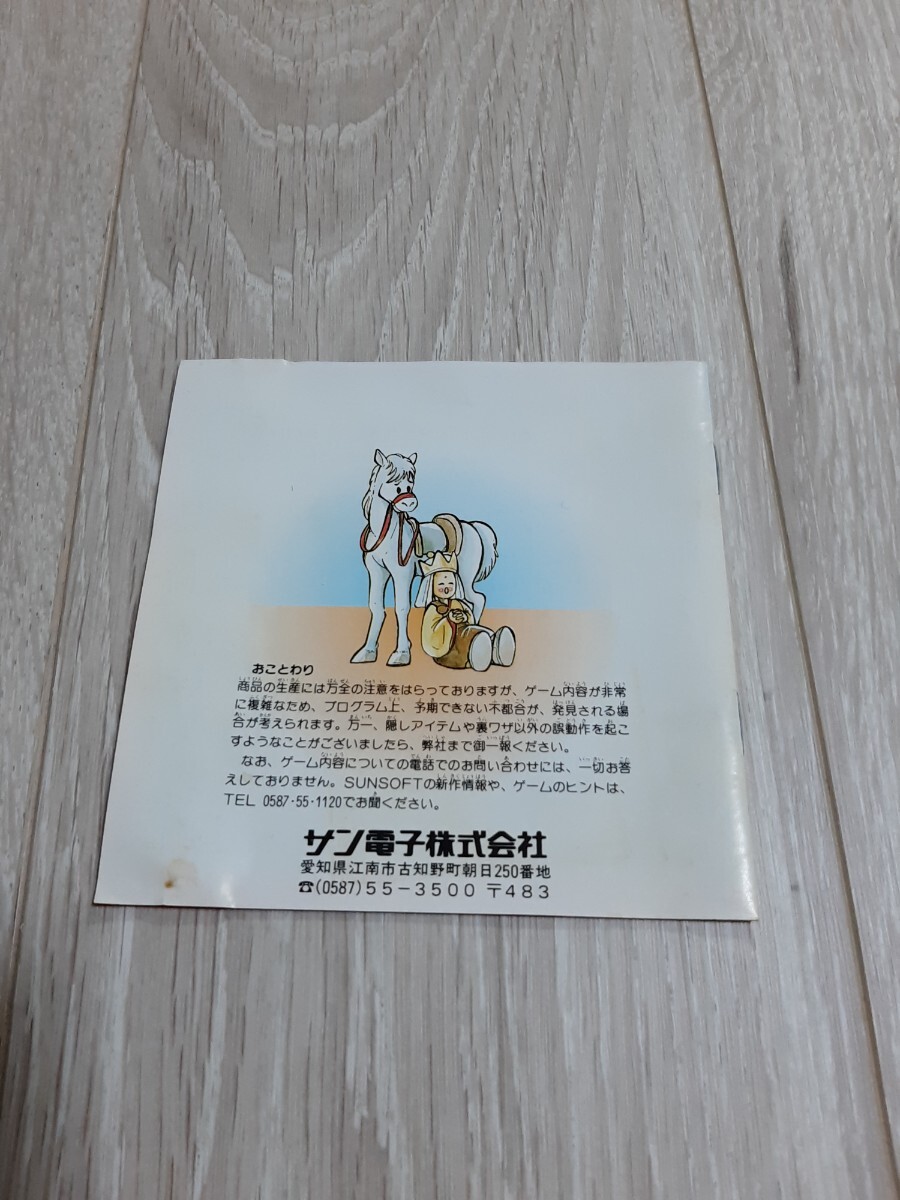 おことわり
商品の生産には万全の注意をはらっておりますが、ゲーム内容が非常
に複雑なため、プログラム上、予期できない不都合が、発見される場
合が考えられます。万一、隠しアイテムや裏ワザ以外の誤動作を起こ
すようなことがございましたら、弊社まで御一報ください。
なお、ゲーム内容についての電話でのお問い合わせには、一切お答
えしておりません。SUNSOFTの新作情報や、ゲームのヒントは、
TEL 0587·55·1120でお聞ください。
サン電子株式会社
愛知県江南市古知野町朝日250番地
☎(0587)55−3500 〒483